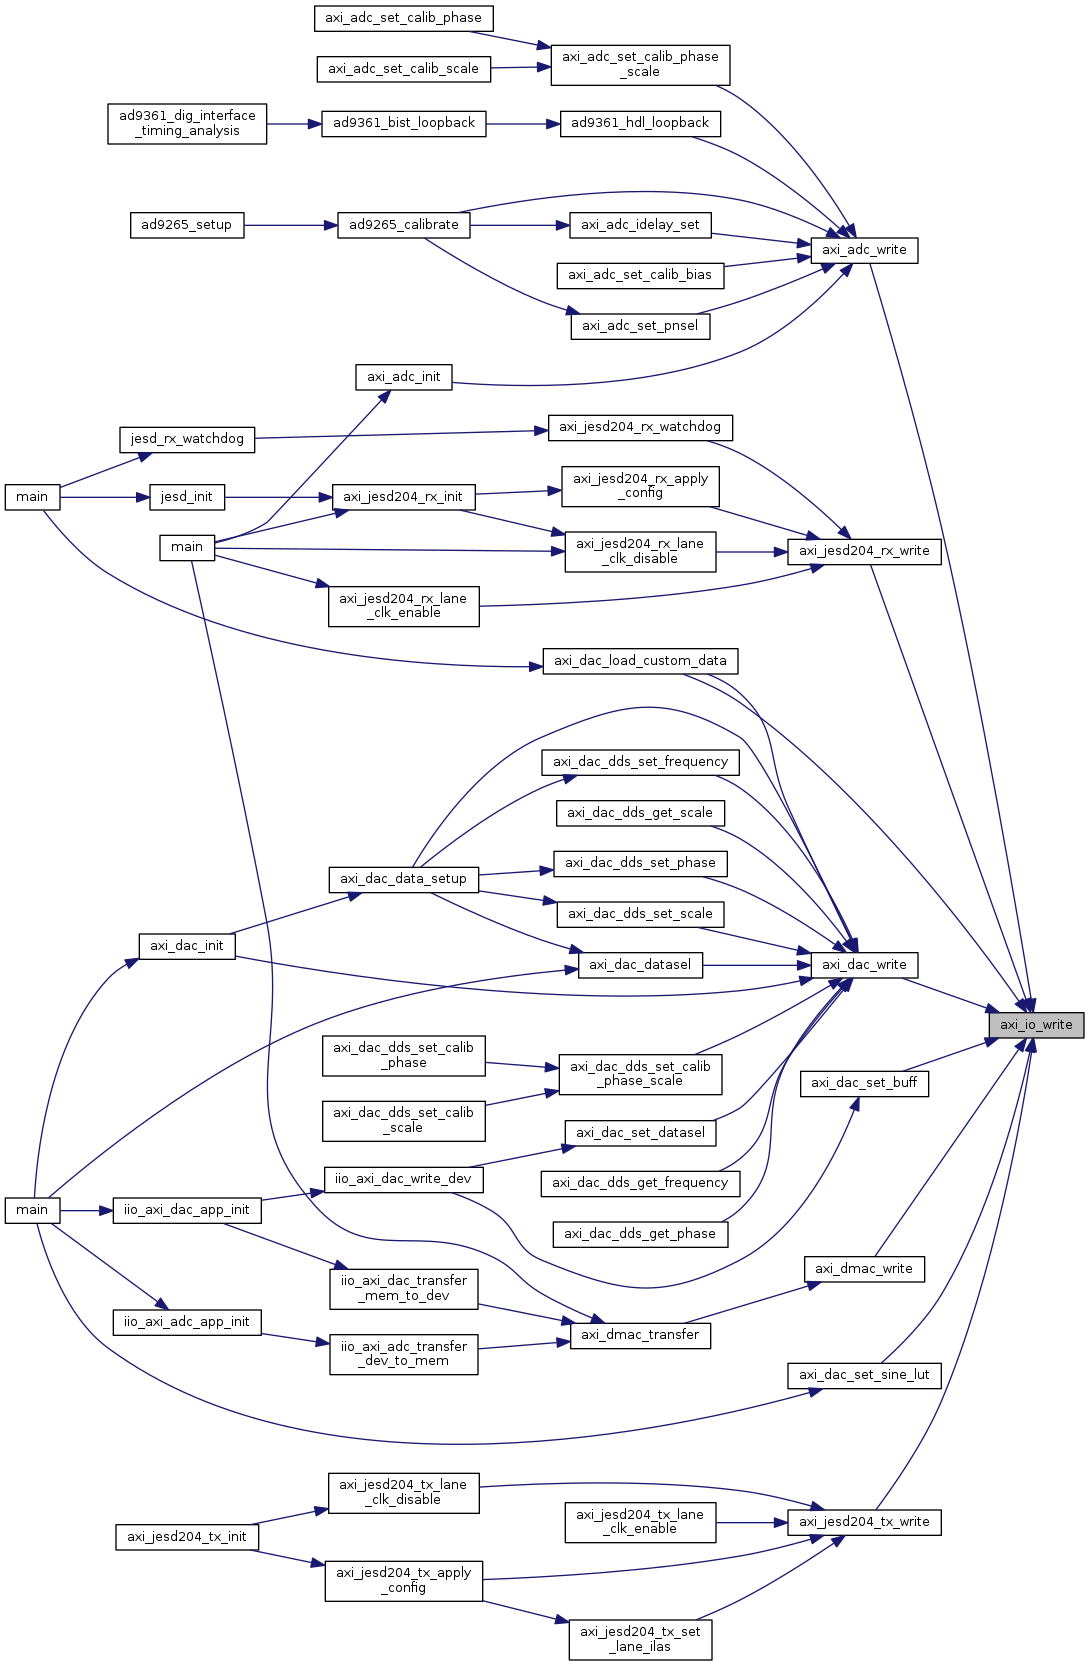 axi_adc_set_calib_phase
axi_adc_set_calib_phase
_scale
axi_adc_set_calib_scale
ad9361_dig_interface
_timing_analysis
ad9361_bist_loopback
ad9361_hdl_loopback
ad9265_setup
ad9265_calibrate
axi_adc_idelay_set
axi_adc_write
axi_adc_set_calib_bias
axi_adc_set_pnsel
axi_adc_init
jesd_rx_watchdog
axi_jesd204_rx_watchdog
main
jesd_init
axi_jesd204_rx_init
axi_jesd204_rx_apply
_config
main
axi_jesd204_rx_lane
_clk_disable
axi_jesd204_rx_write
axi_jesd204_rx_lane
_clk_enable
axi_dac_load_custom_data
axi_dac_dds_set_frequency
axi_dac_dds_get_scale
axi_dac_data_setup
axi_dac_dds_set_phase
axi_dac_dds_set_scale
axi_dac_init
axi_dac_datasel
axi_dac_write
axi_io_write
axi_dac_dds_set_calib
_phase
axi_dac_dds_set_calib
_phase_scale
axi_dac_set_buff
axi_dac_dds_set_calib
_scale
axi_dac_set_datasel
iio_axi_dac_write_dev
axi_dac_dds_get_frequency
main
iio_axi_dac_app_init
axi_dac_dds_get_phase
axi_dmac_write
iio_axi_dac_transfer
_mem_to_dev
iio_axi_adc_app_init
axi_dmac_transfer
iio_axi_adc_transfer
_dev_to_mem
axi_dac_set_sine_lut
axi_jesd204_tx_lane
_clk_disable
axi_jesd204_tx_lane
_clk_enable
axi_jesd204_tx_write
axi_jesd204_tx_init
axi_jesd204_tx_apply
_config
axi_jesd204_tx_set
_lane_ilas